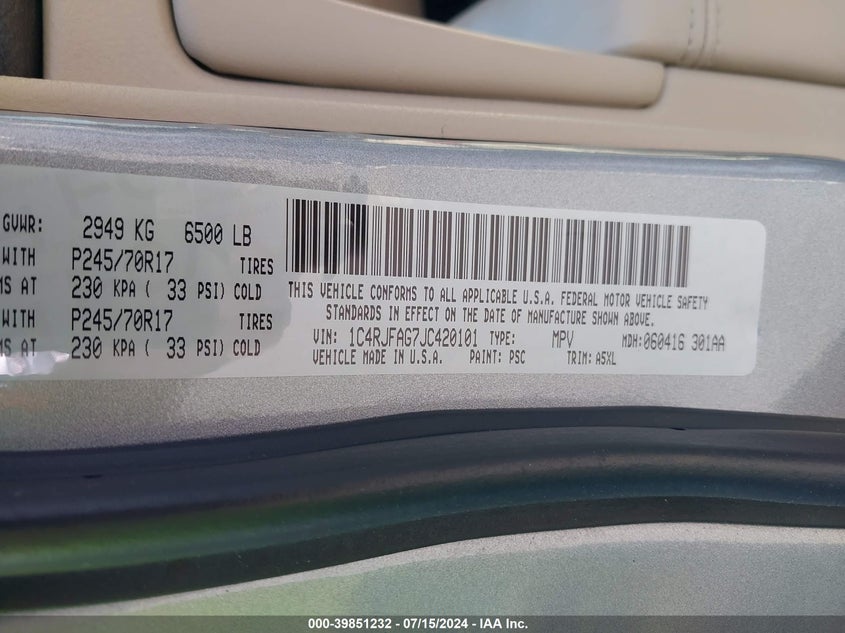 GVWR: 2949 KG 6500 LB
WITH P245/70R17 TIRES
MS AT 230 KPA ( 33 PSI) COLD
WITH P245/70R17 TIRES
MS AT 230 KPA ( 33 PSI) COLD
THIS VEHICLE CONFORMS TO ALL APPLICABLE U.S.A. FEDERAL MOTOR VEHICLE SAFETY
STANDARDS IN EFFECT ON THE DATE OF MANUFACTURE SHOWN ABOVE.
VIN: 1C4RJFAG7JC420101 TYPE: MPV MDH:060416 301AA
VEHICLE MADE IN PAINT: PSC TRIM: A5XL
000-39851232 - 07/15/2024 - IAA Inc.